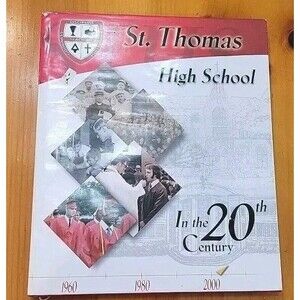 St. Thomas
High School
In the 20th
Century
1960 1980 2000